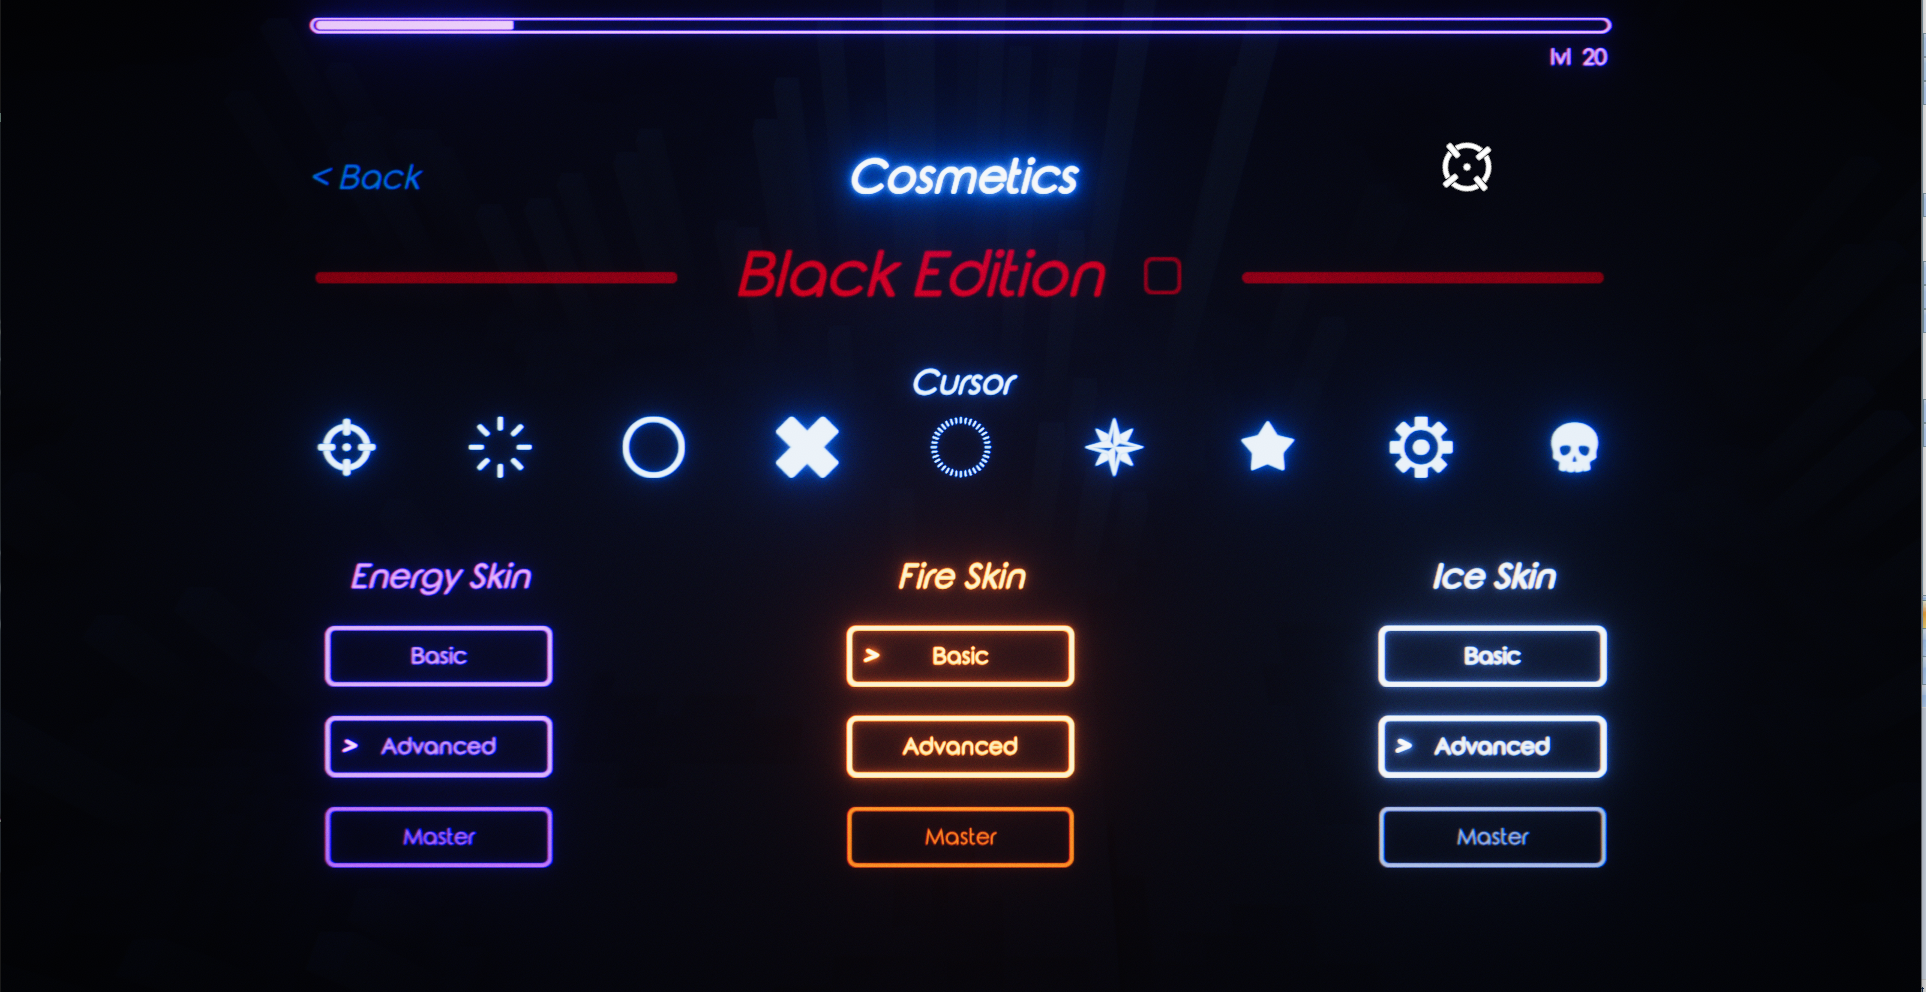 lvl 20
< Back
Cosmetics
Black Edition
Cursor
Energy Skin
Fire Skin
Ice Skin
Basic
> Basic
Basic
> Advanced
Advanced
> Advanced
Master
Master
Master